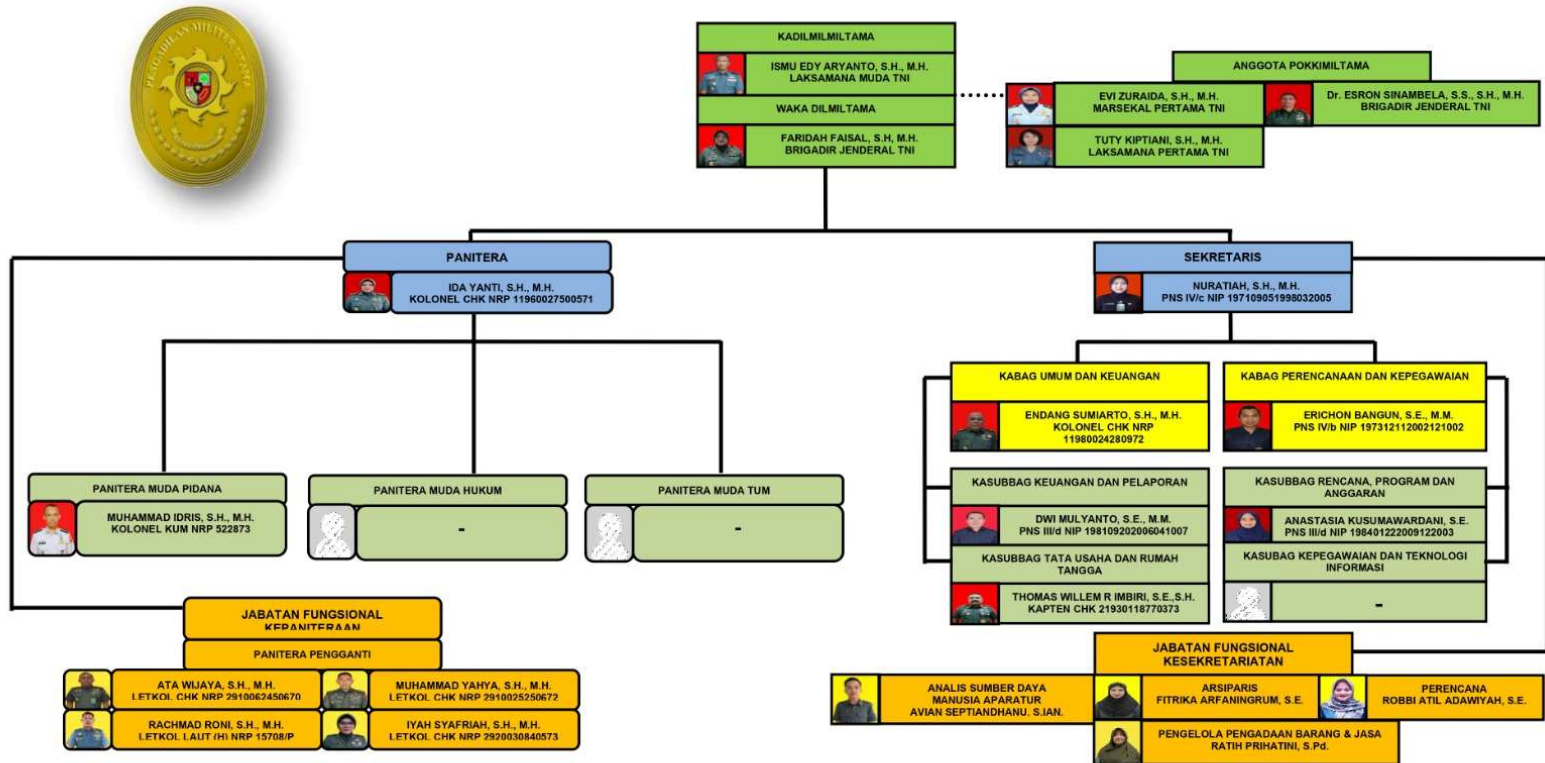 PENGADILAN MILITER UTAMA
KADILMILMILTAMA
ISMU EDY ARYANTO, S.H., M.H.
LAKSAMANA MUDA TNI
WAKA DILMILTAMA
FARIDAH FAISAL, S.H, M.H.
BRIGADIR JENDERAL TNI
ANGGOTA POKKIMILTAMA
EVI ZURAIDA, S.H., M.H.
MARSEKAL PERTAMA TNI
Dr. ESRON SINAMBELA, S.S., S.H., M.H.
BRIGADIR JENDERAL TNI
TUTY KIPTIANI, S.H., M.H.
LAKSAMANA PERTAMA TNI
PANITERA
IDA YANTI, S.H., M.H.
KOLONEL CHK NRP 11960027500571
SEKRETARIS
NURATIAH, S.H., M.H.
PNS IV/c NIP 197109051998032005
PANITERA MUDA PIDANA
MUHAMMAD IDRIS, S.H., M.H.
KOLONEL KUM NRP 522873
PANITERA MUDA HUKUM
-
PANITERA MUDA TUM
-
KABAG UMUM DAN KEUANGAN
ENDANG SUMIARTO, S.H., M.H.
KOLONEL CHK NRP
11980024280972
KABAG PERENCANAAN DAN KEPEGAWAIAN
ERICHON BANGUN, S.E., M.M.
PNS IV/b NIP 197312112002121002
KASUBBAG KEUANGAN DAN PELAPORAN
DWI MULYANTO, S.E., M.M.
PNS III/d NIP 198109202006041007
KASUBBAG TATA USAHA DAN RUMAH
TANGGA
THOMAS WILLEM R IMBIRI, S.E.,S.H.
KAPTEN CHK 21930118770373
KASUBBAG RENCANA, PROGRAM DAN
ANGGARAN
ANASTASIA KUSUMAWARDANI, S.E.
PNS III/d NIP 198401222009122003
KASUBAG KEPEGAWAIAN DAN TEKNOLOGI
INFORMASI
-
JABATAN FUNGSIONAL
KEPANITERAAN
PANITERA PENGGANTI
ATA WIJAYA, S.H., M.H.
LETKOL CHK NRP 2910062450670
MUHAMMAD YAHYA, S.H., M.H.
LETKOL CHK NRP 2910025250672
RACHMAD RONI, S.H., M.H.
LETKOL LAUT (H) NRP 15708/P
IYAH SYAFRIAH, S.H., M.H.
LETKOL CHK NRP 2920030840573
JABATAN FUNGSIONAL
KESEKRETARIATAN
ANALIS SUMBER DAYA
MANUSIA APARATUR
AVIAN SEPTIANDHANU, S.IAN.
ARSIPARIS
FITRIKA ARFANINGRUM, S.E.
PERENCANA
ROBBI ATIL ADAWIYAH, S.E.
PENGELOLA PENGADAAN BARANG & JASA
RATIH PRIHATINI, S.Pd.